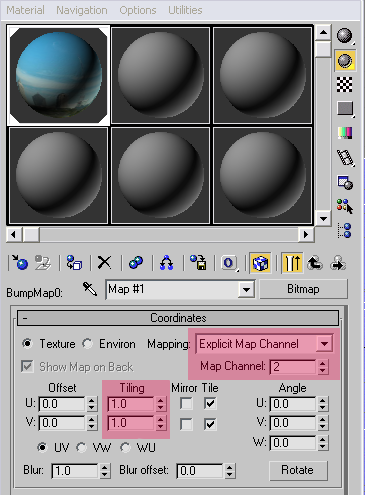 Material Navigation Options Utilities
BumpMap0: Map #1 Bitmap
- Coordinates
Texture Environ Mapping: Explicit Map Channel
Show Map on Back Map Channel: 2
Offset Tiling Mirror Tile Angle
U: 0.0 1.0 U: 0.0
V: 0.0 1.0 V: 0.0
W: 0.0
UV VW WU
Blur: 1.0 Blur offset: 0.0 Rotate